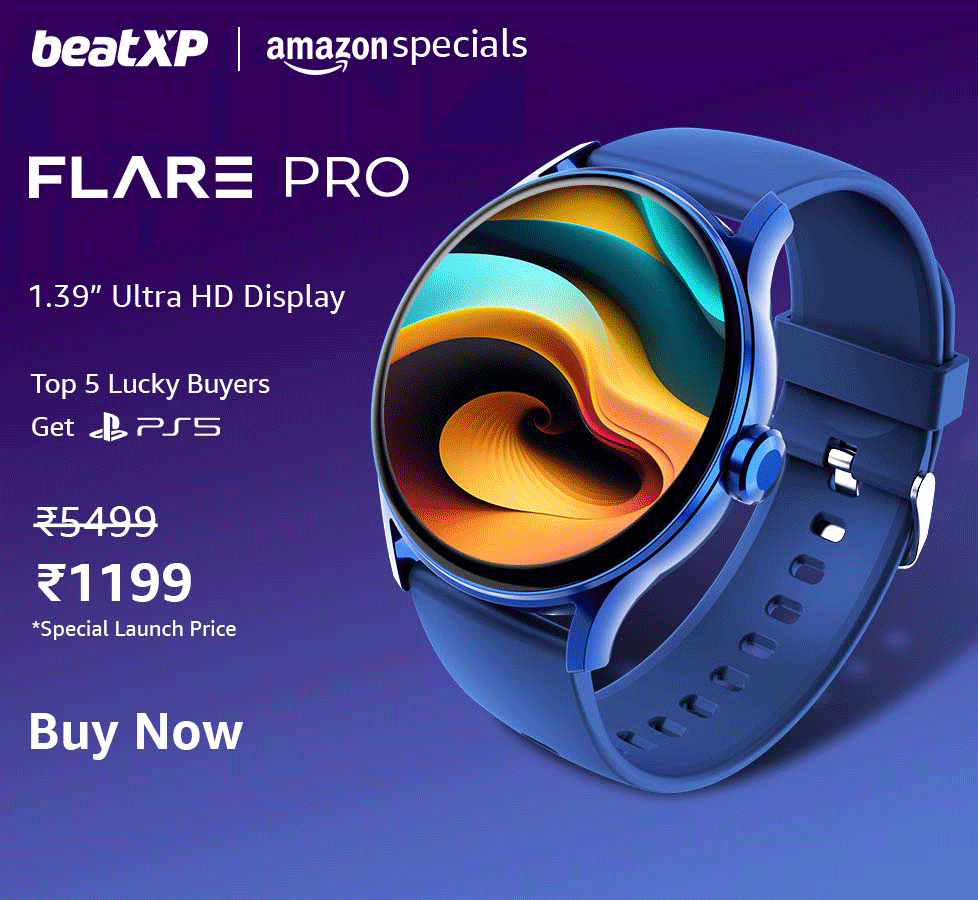 beatXP | amazon specials
FLARE PRO
1.39” Ultra HD Display
Top 5 Lucky Buyers
Get PS5
₹5499
₹1199
*Special Launch Price
Buy Now